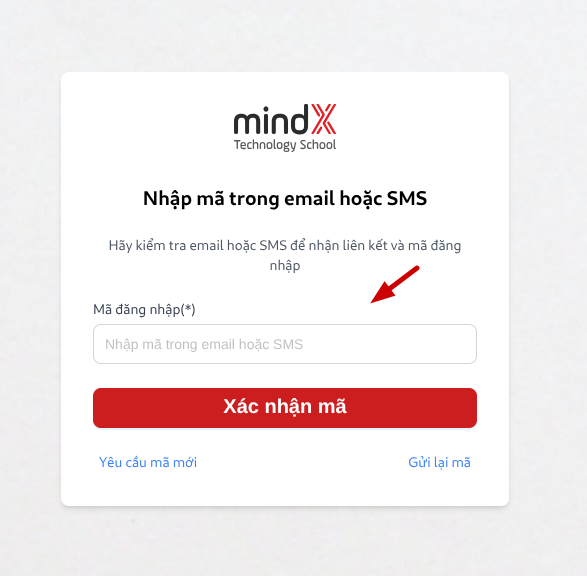 mindX
Technology School
Nhập mã trong email hoặc SMS
Hãy kiểm tra email hoặc SMS để nhận liên kết và mã đăng
nhập
Mã đăng nhập(*)
Nhập mã trong email hoặc SMS
Xác nhận mã
Yêu cầu mã mới
Gửi lại mã